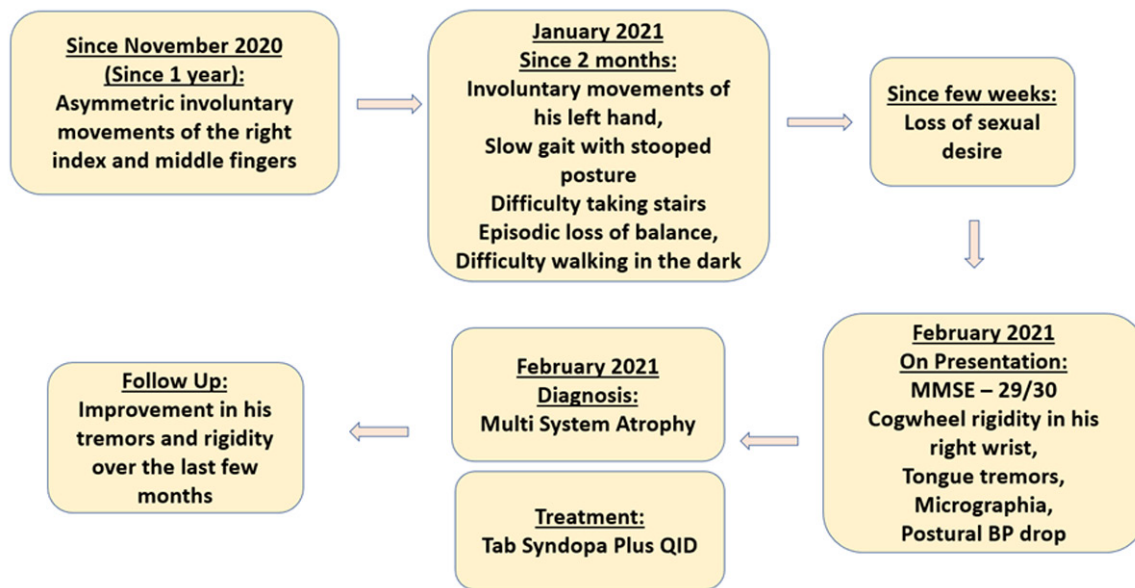 Since November 2020
(Since 1 year):
Asymmetric involuntary
movements of the right
index and middle fingers
January 2021
Since 2 months:
Involuntary movements of
his left hand,
Slow gait with stooped
posture
Difficulty taking stairs
Episodic loss of balance,
Difficulty walking in the dark
Since few weeks:
Loss of sexual
desire
February 2021
On Presentation:
MMSE – 29/30
Cogwheel rigidity in his
right wrist,
Tongue tremors,
Micrographia,
Postural BP drop
February 2021
Diagnosis:
Multi System Atrophy
Treatment:
Tab Syndopa Plus QID
Follow Up:
Improvement in his
tremors and rigidity
over the last few
months